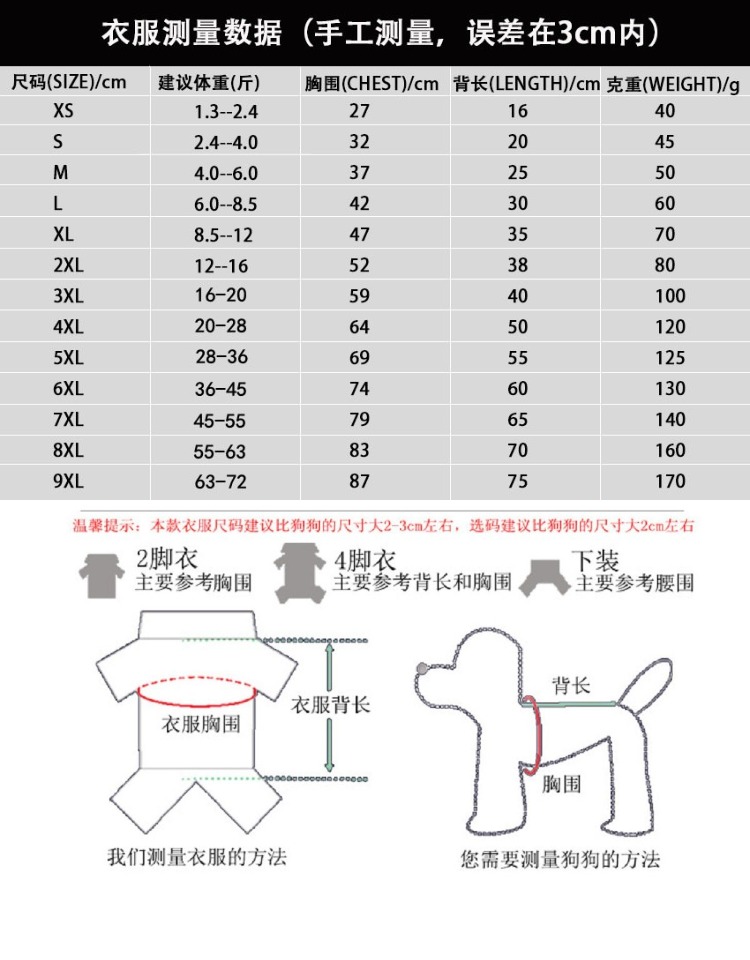 衣服测量数据（手工测量，误差在3cm内）
尺码(SIZE)/cm 建议体重(斤) 胸围(CHEST)/cm 背长(LENGTH)/cm 克重(WEIGHT)/g
XS 1.3--2.4 27 16 40
S 2.4--4.0 32 20 45
M 4.0--6.0 37 25 50
L 6.0--8.5 42 30 60
XL 8.5--12 47 35 70
2XL 12--16 52 38 80
3XL 16-20 59 40 100
4XL 20-28 64 50 120
5XL 28-36 69 55 125
6XL 36-45 74 60 130
7XL 45-55 79 65 140
8XL 55-63 83 70 160
9XL 63-72 87 75 170
温馨提示：本款衣服尺码建议比狗狗的尺寸大2-3cm左右，选码建议比狗狗的尺寸大2cm左右
2脚衣 4脚衣 下装
主要参考胸围 主要参考背长和胸围 主要参考腰围
背长
衣服背长
衣服胸围
胸围
我们测量衣服的方法 您需要测量狗狗的方法